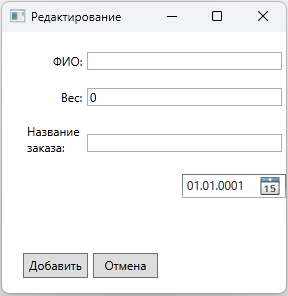 Редактирование
ФИО:
Вес: 0
Название
заказа:
01.01.0001 15
Добавить Отмена